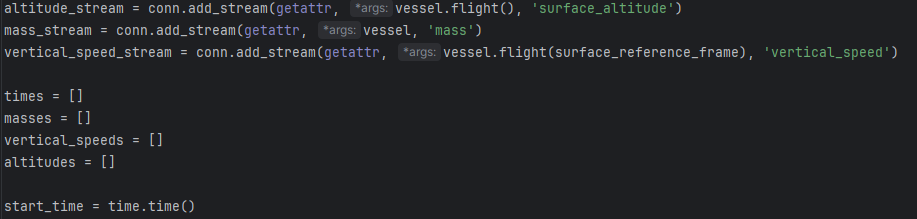 altitude_stream = conn.add_stream(getattr, *args: vessel.flight(), 'surface_altitude')
mass_stream = conn.add_stream(getattr, *args: vessel, 'mass')
vertical_speed_stream = conn.add_stream(getattr, *args: vessel.flight(surface_reference_frame), 'vertical_speed')
times = []
masses = []
vertical_speeds = []
altitudes = []
start_time = time.time()